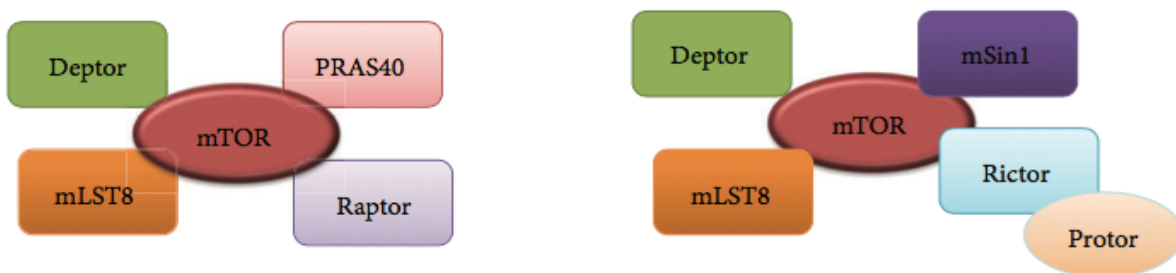 Deptor
PRAS40
mTOR
mLST8
Raptor
Deptor
mSin1
mTOR
mLST8
Rictor
Protor